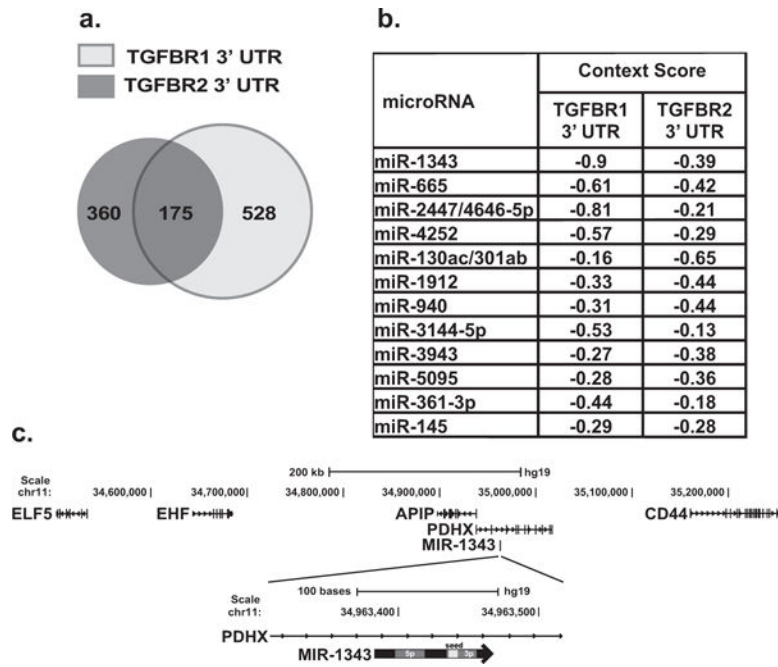 a.
TGFBR1 3’ UTR
TGFBR2 3’ UTR
360 175 528
b.
microRNA Context Score
TGFBR1 3’ UTR TGFBR2 3’ UTR
miR-1343 -0.9 -0.39
miR-665 -0.61 -0.42
miR-2447/4646-5p -0.81 -0.21
miR-4252 -0.57 -0.29
miR-130ac/301ab -0.16 -0.65
miR-1912 -0.33 -0.44
miR-940 -0.31 -0.44
miR-3144-5p -0.53 -0.13
miR-3943 -0.27 -0.38
miR-5095 -0.28 -0.36
miR-361-3p -0.44 -0.18
miR-145 -0.29 -0.28
c.
Scale 200 kb hg19
chr11: 34,600,000 34,700,000 34,800,000 34,900,000 35,000,000 35,100,000 35,200,000
ELF5 EHF APIP CD44
PDHX
MIR-1343
Scale 100 bases hg19
chr11: 34,963,400 34,963,500
PDHX
seed
MIR-1343 5p 3p